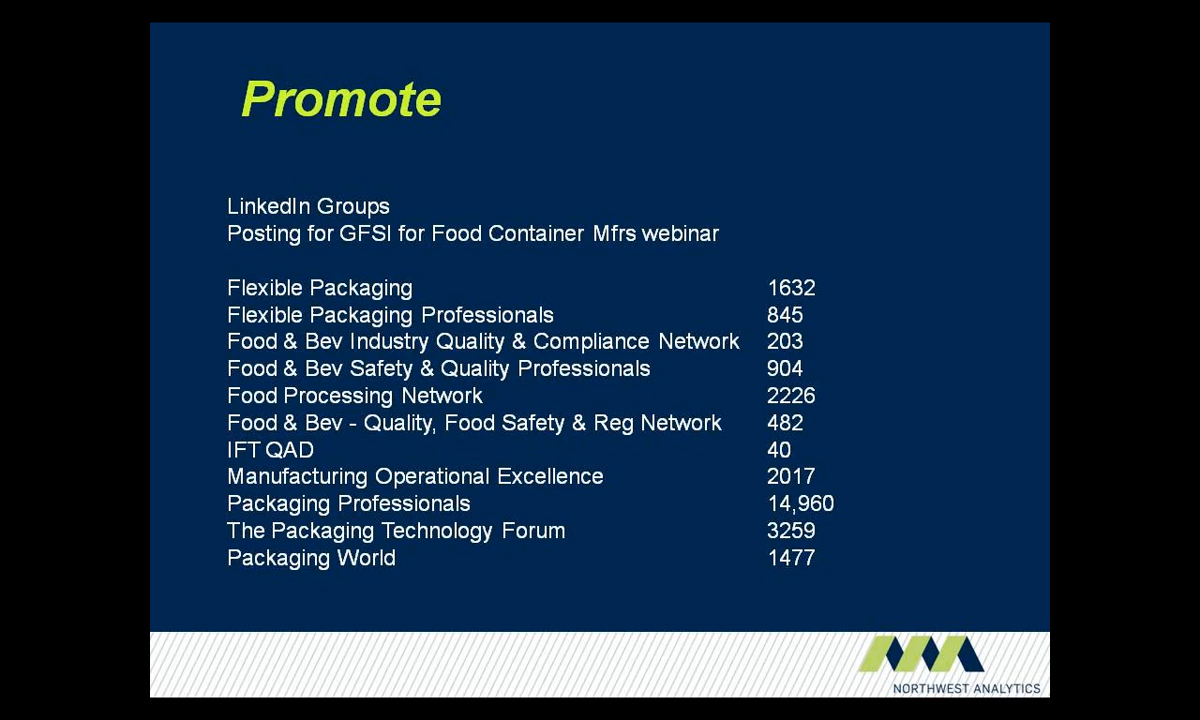 Promote
LinkedIn Groups
Posting for GFSI for Food Container Mfrs webinar
Flexible Packaging 1632
Flexible Packaging Professionals 845
Food & Bev Industry Quality & Compliance Network 203
Food & Bev Safety & Quality Professionals 904
Food Processing Network 2226
Food & Bev - Quality, Food Safety & Reg Network 482
IFT QAD 40
Manufacturing Operational Excellence 2017
Packaging Professionals 14,960
The Packaging Technology Forum 3259
Packaging World 1477
NORTHWEST ANALYTICS